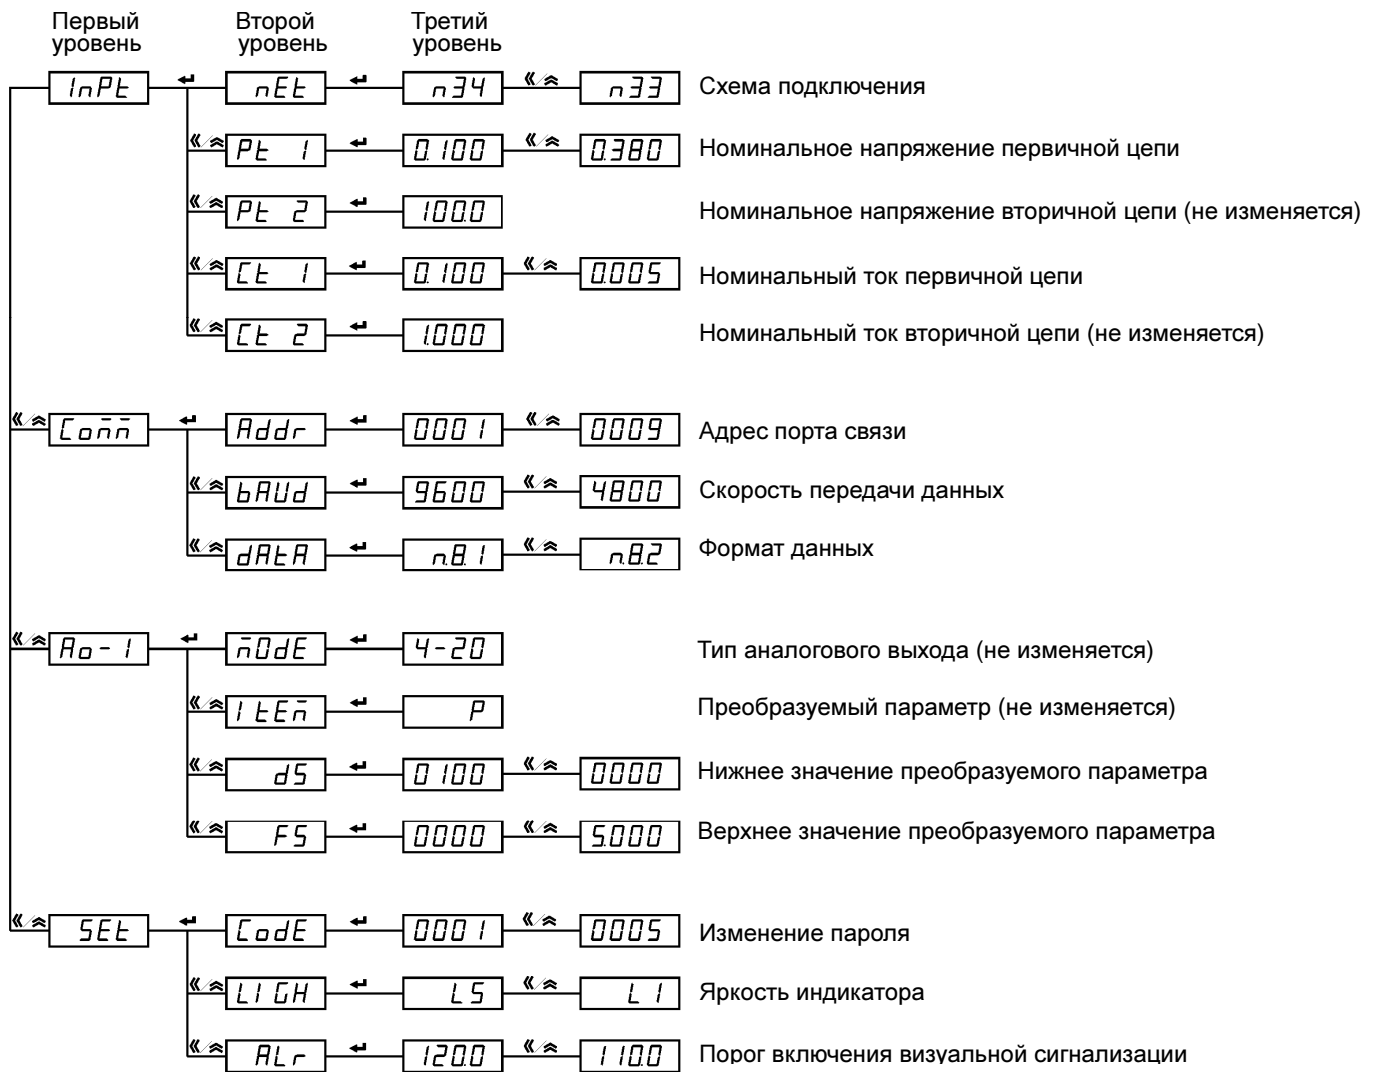 Первый Второй Третий
уровень уровень уровень
InPt nEt n34 n33 Схема подключения
Pt 1 0.100 0.380 Номинальное напряжение первичной цепи
Pt 2 100.0 Номинальное напряжение вторичной цепи (не изменяется)
Ct 1 0.100 0.005 Номинальный ток первичной цепи
Ct 2 1.000 Номинальный ток вторичной цепи (не изменяется)
Conn Addr 0001 0009 Адрес порта связи
bAUd 9600 4800 Скорость передачи данных
dAtA n.8.1 n.8.2 Формат данных
Ao-1 nOdE 4-20 Тип аналогового выхода (не изменяется)
ItEn P Преобразуемый параметр (не изменяется)
dS 0100 0000 Нижнее значение преобразуемого параметра
FS 0000 5.000 Верхнее значение преобразуемого параметра
SEt CodE 0001 0005 Изменение пароля
LIGH L5 L1 Яркость индикатора
ALr 120.0 110.0 Порог включения визуальной сигнализации